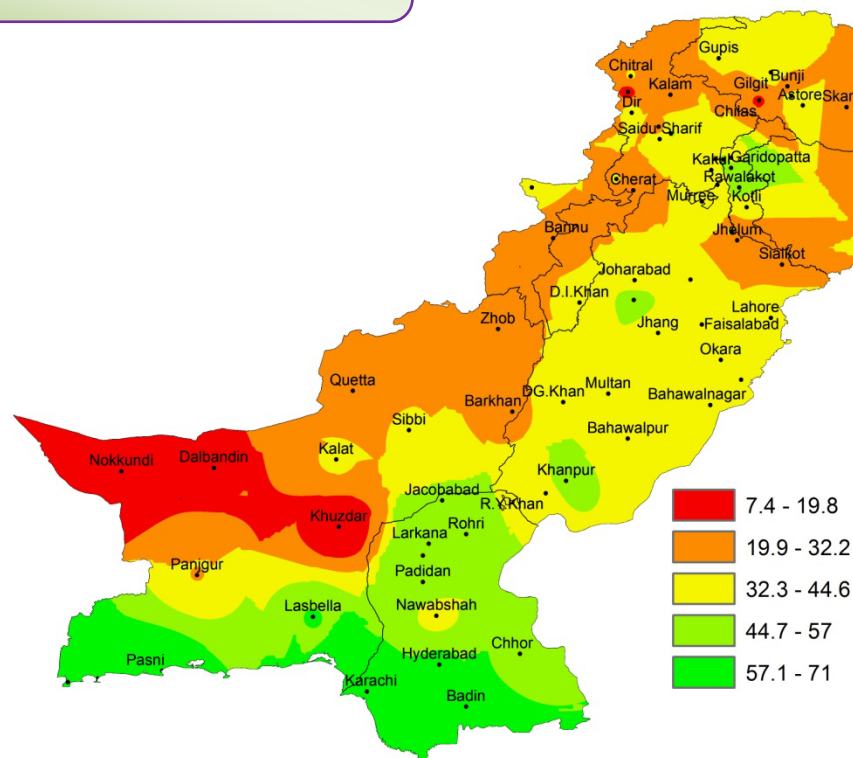 Gupis
Chitral
Bunji
Gilgit
Kalam
Astore
Skar
Dir
Chilas
Saidu Sharif
Kakul
Garidopatta
Cherat
Rawalakot
Murree
Kotli
Bannu
Jhelum
Sialkot
Joharabad
D.I.Khan
Lahore
Zhob
Jhang
Faisalabad
Okara
Quetta
DG.Khan
Multan
Barkhan
Bahawalnagar
Sibbi
Bahawalpur
Kalat
Nokkundi
Dalbandin
Khanpur
Jacobabad
R.Y.Khan
Khuzdar
Rohri
Larkana
Panjgur
Padidan
Lasbella
Nawabshah
Chhor
Hyderabad
Pasni
Karachi
Badin
7.4 - 19.8
19.9 - 32.2
32.3 - 44.6
44.7 - 57
57.1 - 71